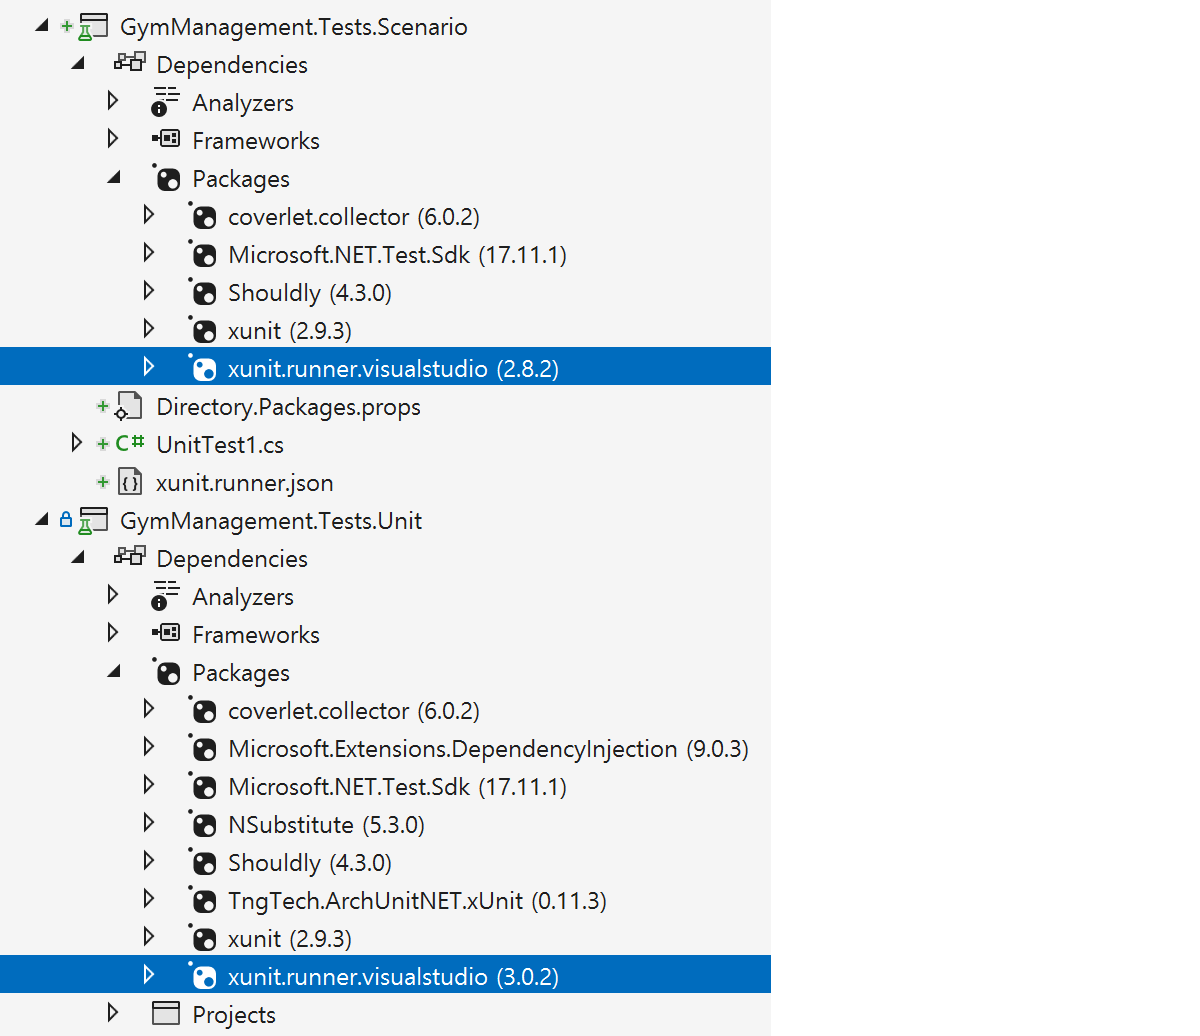 GymManagement.Tests.Scenario
Dependencies
Analyzers
Frameworks
Packages
coverlet.collector (6.0.2)
Microsoft.NET.Test.Sdk (17.11.1)
Shouldly (4.3.0)
xunit (2.9.3)
xunit.runner.visualstudio (2.8.2)
Directory.Packages.props
C# UnitTest1.cs
xunit.runner.json
GymManagement.Tests.Unit
Dependencies
Analyzers
Frameworks
Packages
coverlet.collector (6.0.2)
Microsoft.Extensions.DependencyInjection (9.0.3)
Microsoft.NET.Test.Sdk (17.11.1)
NSubstitute (5.3.0)
Shouldly (4.3.0)
TngTech.ArchUnitNET.xUnit (0.11.3)
xunit (2.9.3)
xunit.runner.visualstudio (3.0.2)
Projects